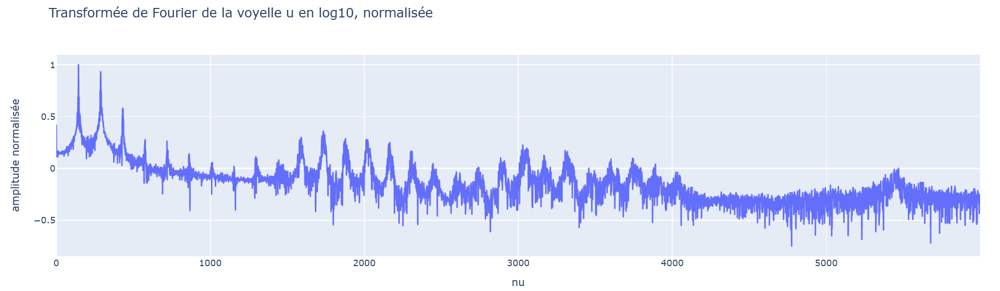 Transformée de Fourier de la voyelle u en log10, normalisée
amplitude normalisée
1
0.5
0
−0.5
0 1000 2000 3000 4000 5000
nu